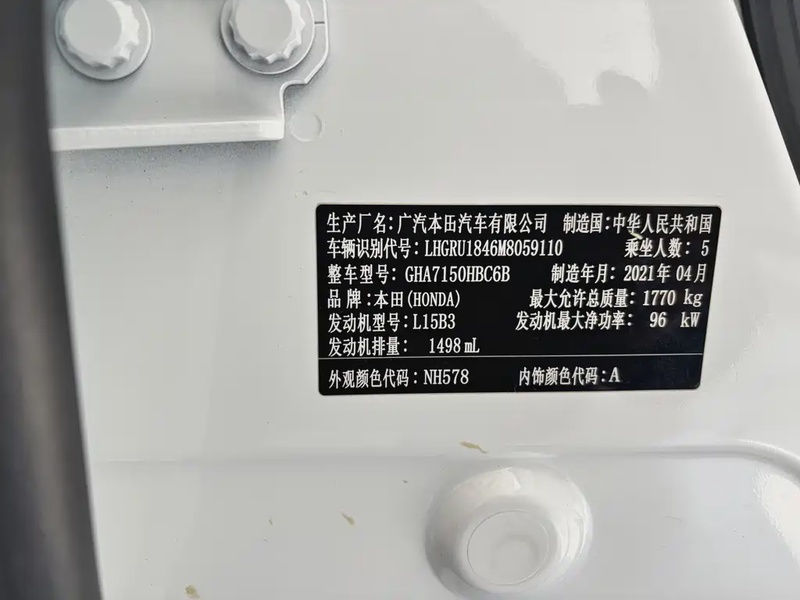 生产厂名:广汽本田汽车有限公司 制造国:中华人民共和国
车辆识别代号: LHGRU1846M8059110 乘坐人数: 5
整车型号: GHA7150HBC6B 制造年月: 2021年 04月
品 牌:本田(HONDA) 最大允许总质量: 1770 kg
发动机型号: L15B3 发动机最大净功率: 96 kW
发动机排量: 1498 mL
外观颜色代码: NH578 内饰颜色代码: A